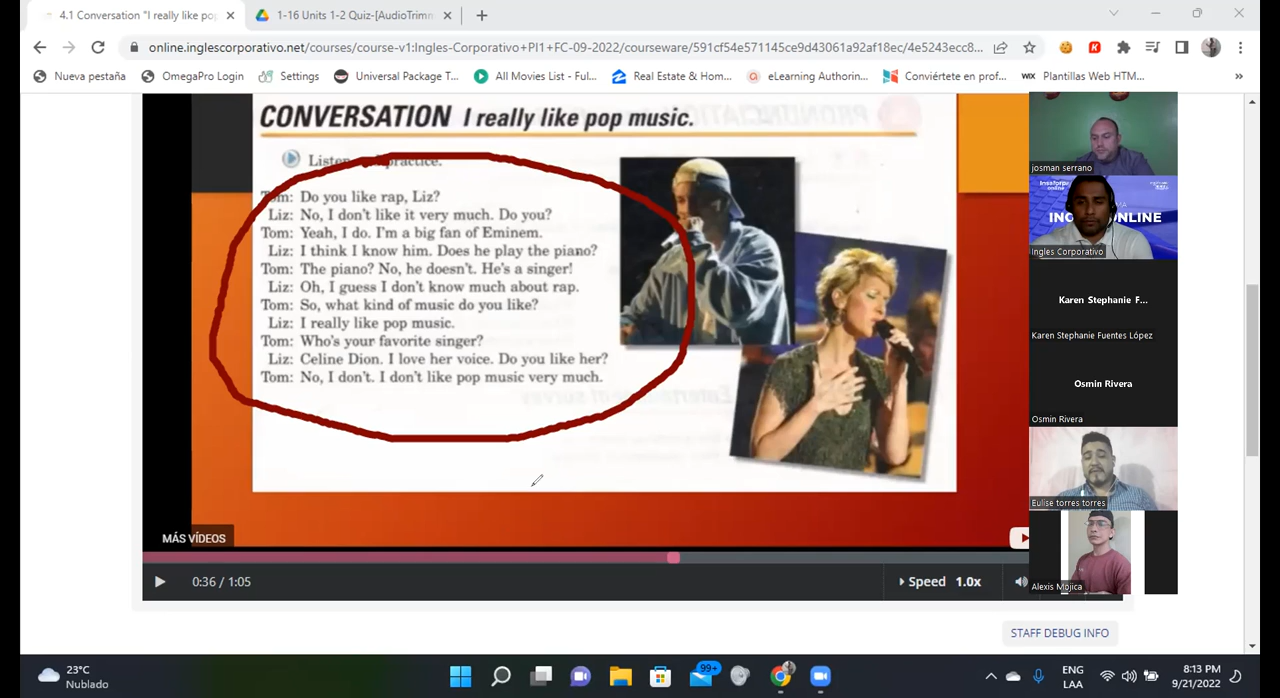 4.1 Conversation "I really like pop
1-16 Units 1-2 Quiz-[AudioTrimm
online.inglescorporativo.net/courses/course-v1:Ingles-Corporativo+PI1+FC-09-2022/courseware/591cf54e571145ce9d43061a92af18ec/4e5243ecc8...
Nueva pestaña
OmegaPro Login
Settings
Universal Package T...
All Movies List - Ful...
Real Estate & Hom...
eLearning Authorin...
Conviértete en prof...
WIX Plantillas Web HTM...
»
CONVERSATION I really like pop music.
Listen practice.
Tom: Do you like rap, Liz?
Liz: No, I don't like it very much. Do you?
Tom: Yeah, I do. I'm a big fan of Eminem.
Liz: I think I know him. Does he play the piano?
Tom: The piano? No, he doesn't. He's a singer!
Liz: Oh, I guess I don't know much about rap.
Tom: So, what kind of music do you like?
Liz: I really like pop music.
Tom: Who's your favorite singer?
Liz: Celine Dion. I love her voice. Do you like her?
Tom: No, I don't. I don't like pop music very much.
MÁS VÍDEOS
0:36 / 1:05
Speed 1.0x
STAFF DEBUG INFO
josman serrano
ONLINE
Ingles Corporativo
Karen Stephanie F...
Karen Stephanie Fuentes López
Osmin Rivera
Osmin Rivera
Eulise torres torres
Alexis Mojica
23°C
Nublado
99+
ENG
LAA
8:13 PM
9/21/2022